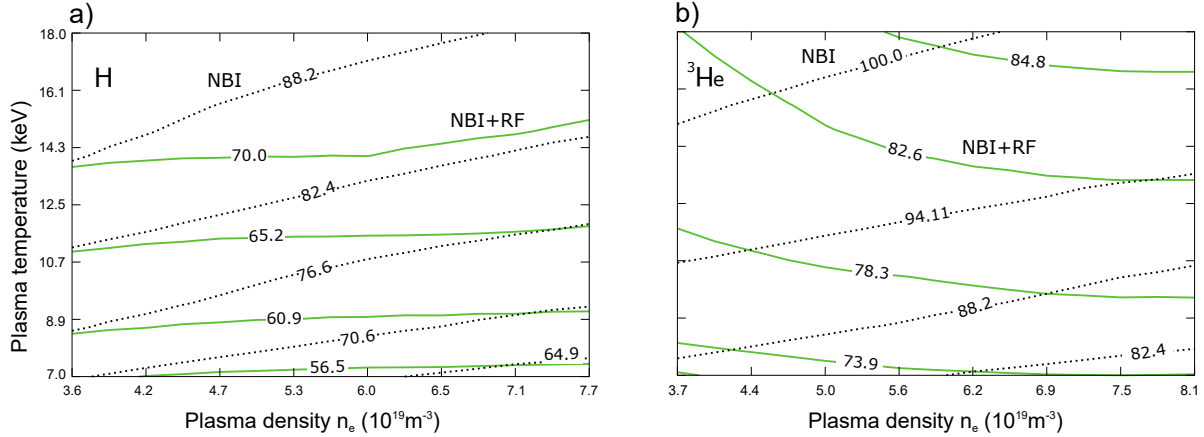 a)
b)
Plasma temperature (keV)
18.0
16.1
14.3
12.5
10.7
8.9
7.0
H
NBI
88.2
NBI+RF
70.0
82.4
65.2
76.6
60.9
70.6
56.5
64.9
3.6 4.2 4.7 5.3 6.0 6.4 7.1 7.7
Plasma density nₑ (10¹⁹m⁻³)
³He
NBI
100.0
84.8
82.6
NBI+RF
94.11
78.3
88.2
82.4
73.9
3.7 4.4 5.0 5.6 6.2 6.9 7.5 8.1
Plasma density nₑ (10¹⁹m⁻³)